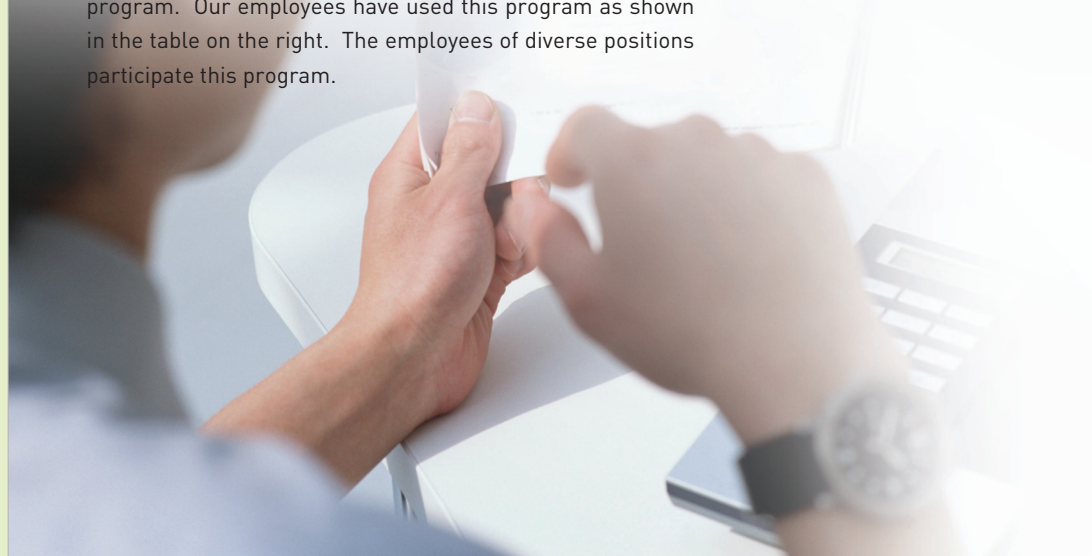 program. Our employees have used this program as shown
in the table on the right. The employees of diverse positions
participate this program.